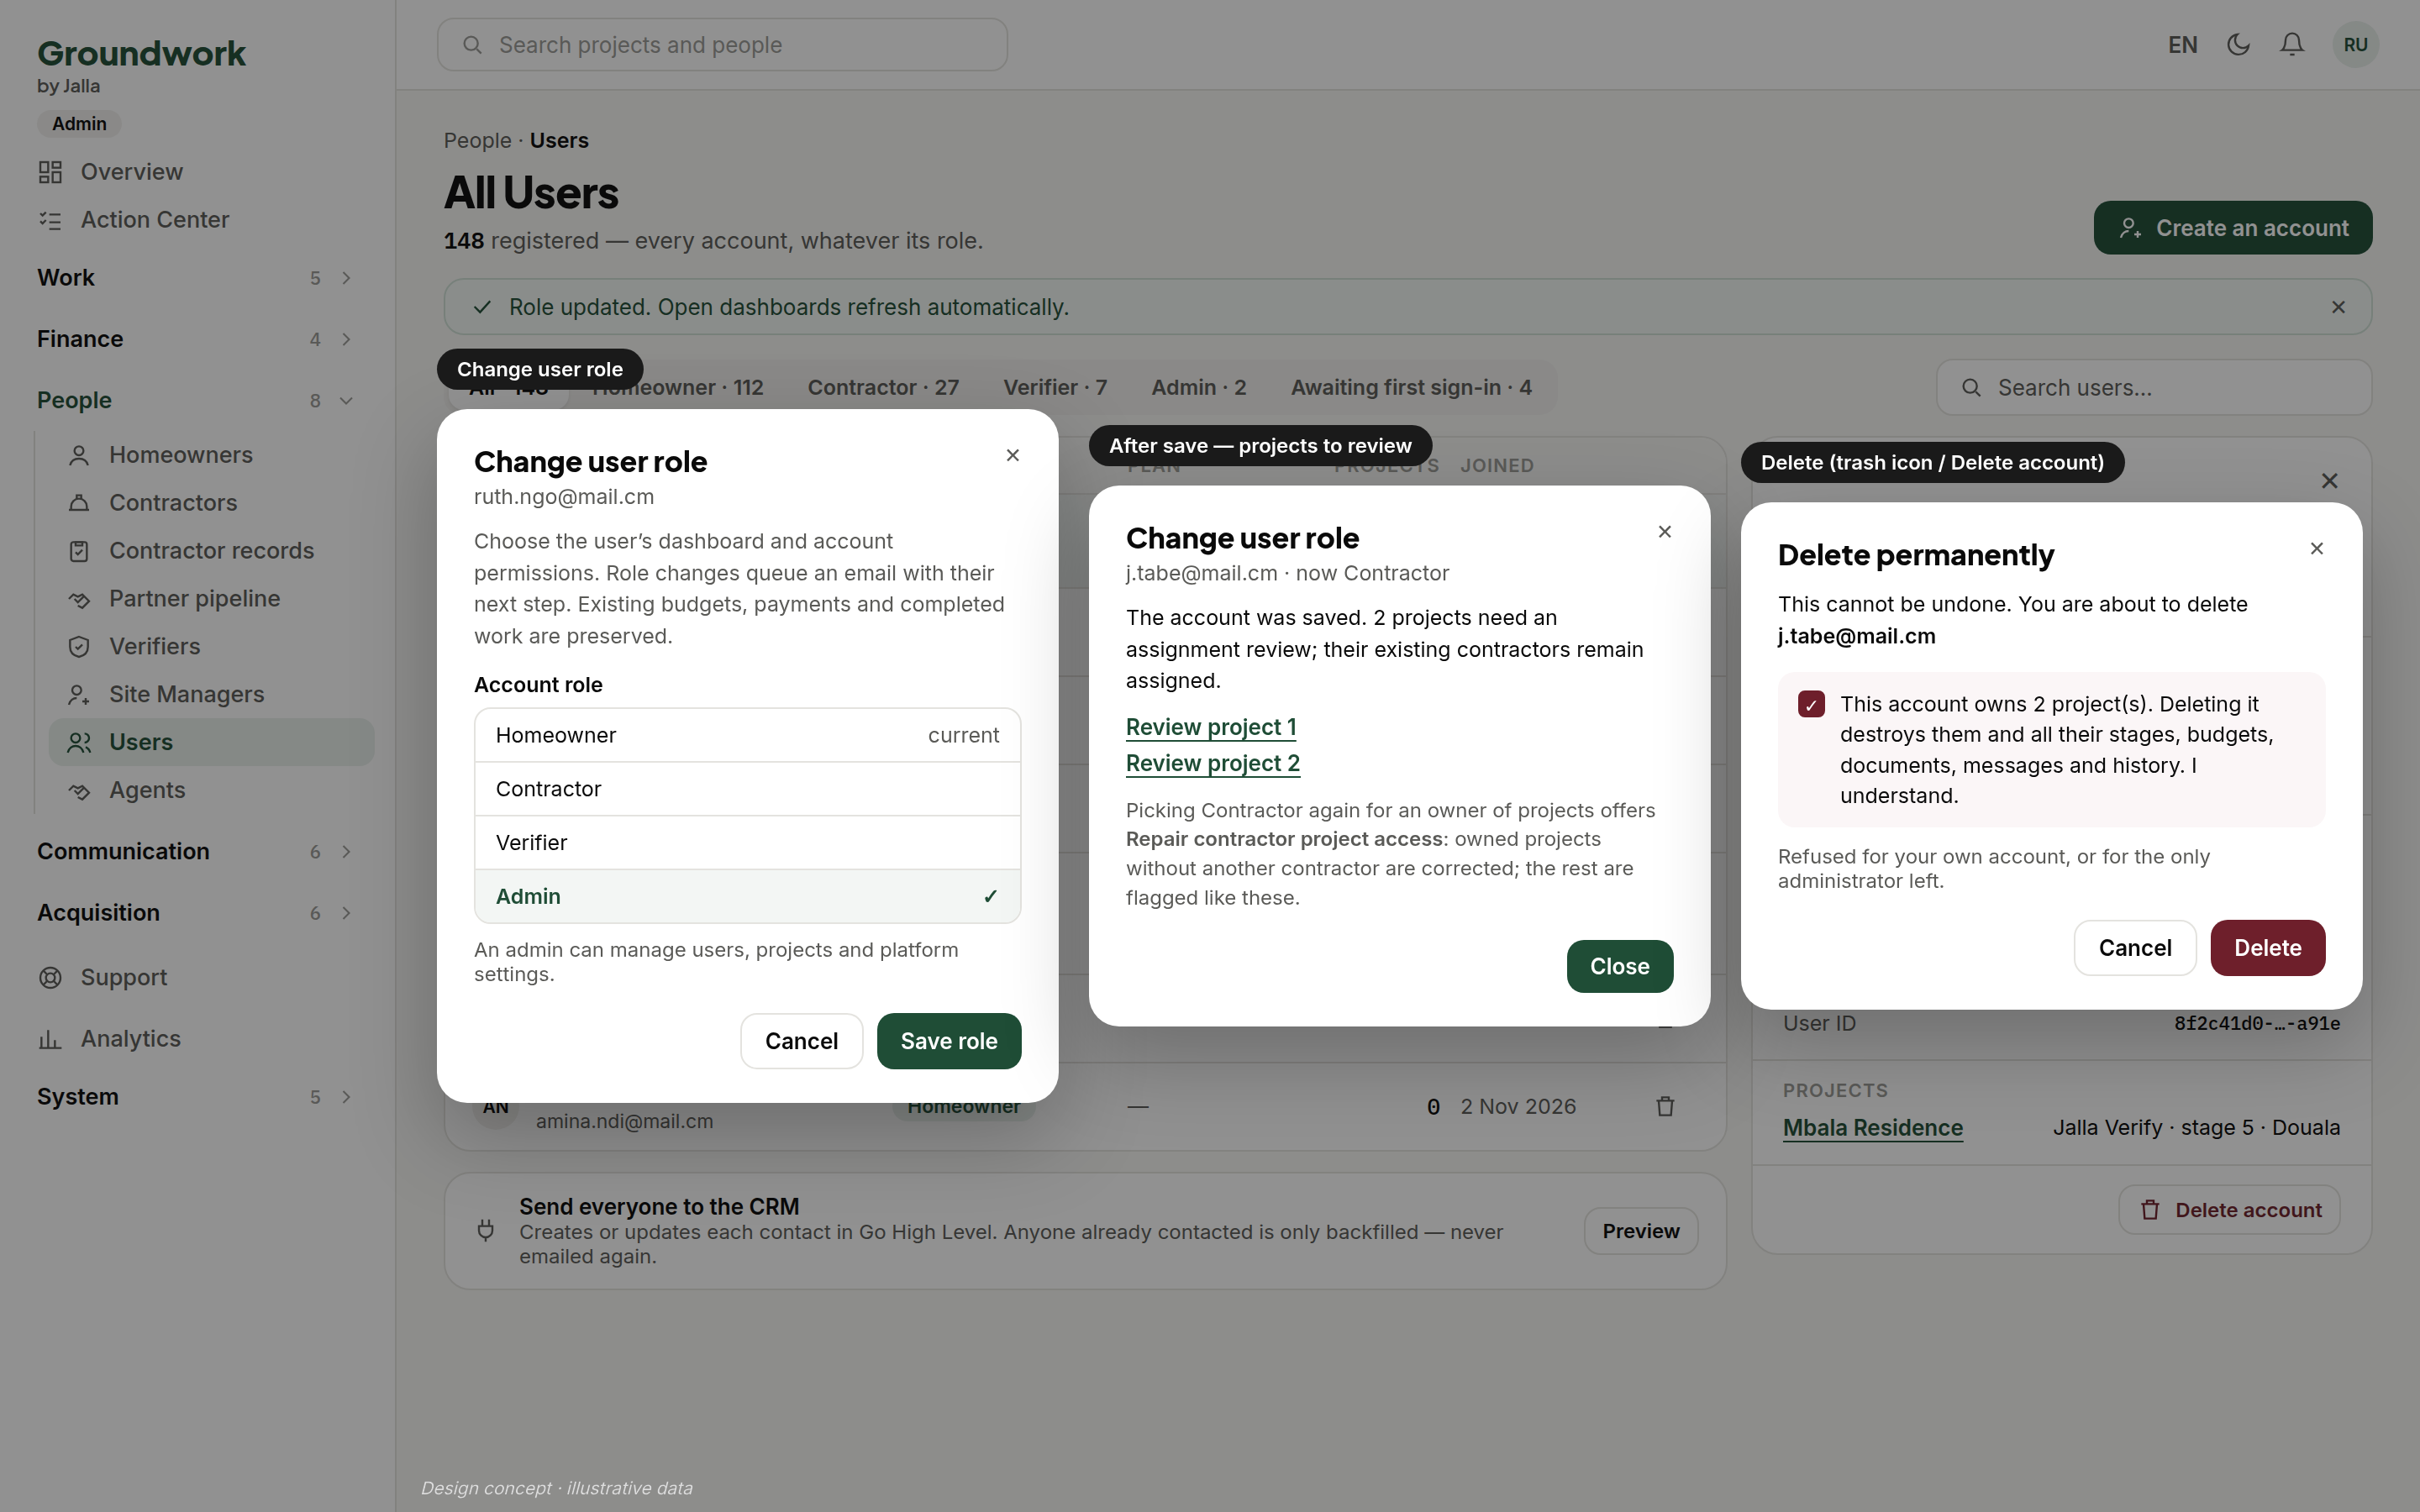 Groundwork
by Jalla
Admin
Overview
Action Center
Work 5
Finance 4
People 8
Homeowners
Contractors
Contractor records
Partner pipeline
Verifiers
Site Managers
Users
Agents
Communication 6
Acquisition 6
Support
Analytics
System 5
Search projects and people
EN
RU
People · Users
All Users
148 registered — every account, whatever its role.
Create an account
Role updated. Open dashboards refresh automatically.
Change user role
Homeowner · 112
Contractor · 27
Verifier · 7
Admin · 2
Awaiting first sign-in · 4
Search users...
PLAN PROJECTS JOINED
Change user role
ruth.ngo@mail.cm
Choose the user’s dashboard and account
permissions. Role changes queue an email with their
next step. Existing budgets, payments and completed
work are preserved.
Account role
Homeowner current
Contractor
Verifier
Admin ✓
An admin can manage users, projects and platform
settings.
Cancel
Save role
After save — projects to review
Change user role
j.tabe@mail.cm · now Contractor
The account was saved. 2 projects need an
assignment review; their existing contractors remain
assigned.
Review project 1
Review project 2
Picking Contractor again for an owner of projects offers
Repair contractor project access: owned projects
without another contractor are corrected; the rest are
flagged like these.
Close
Delete (trash icon / Delete account)
Delete permanently
This cannot be undone. You are about to delete
j.tabe@mail.cm
This account owns 2 project(s). Deleting it
destroys them and all their stages, budgets,
documents, messages and history. I
understand.
Refused for your own account, or for the only
administrator left.
Cancel
Delete
User ID 8f2c41d0-…-a91e
PROJECTS
Mbala Residence Jalla Verify · stage 5 · Douala
Delete account
AN
amina.ndi@mail.cm
Homeowner
—
0
2 Nov 2026
Send everyone to the CRM
Creates or updates each contact in Go High Level. Anyone already contacted is only backfilled — never
emailed again.
Preview
Design concept · illustrative data